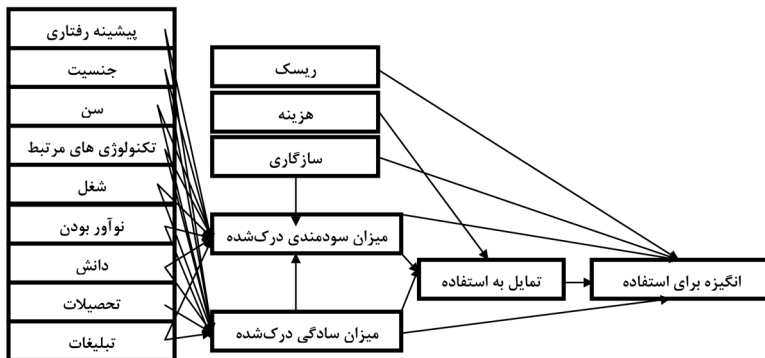 پیشینه رفتاری
جنسیت
سن
تکنولوژی های مرتبط
شغل
نوآور بودن
دانش
تحصیلات
تبلیغات
ریسک
هزینه
سازگاری
میزان سودمندی درک‌شده
میزان سادگی درک‌شده
تمایل به استفاده
انگیزه برای استفاده